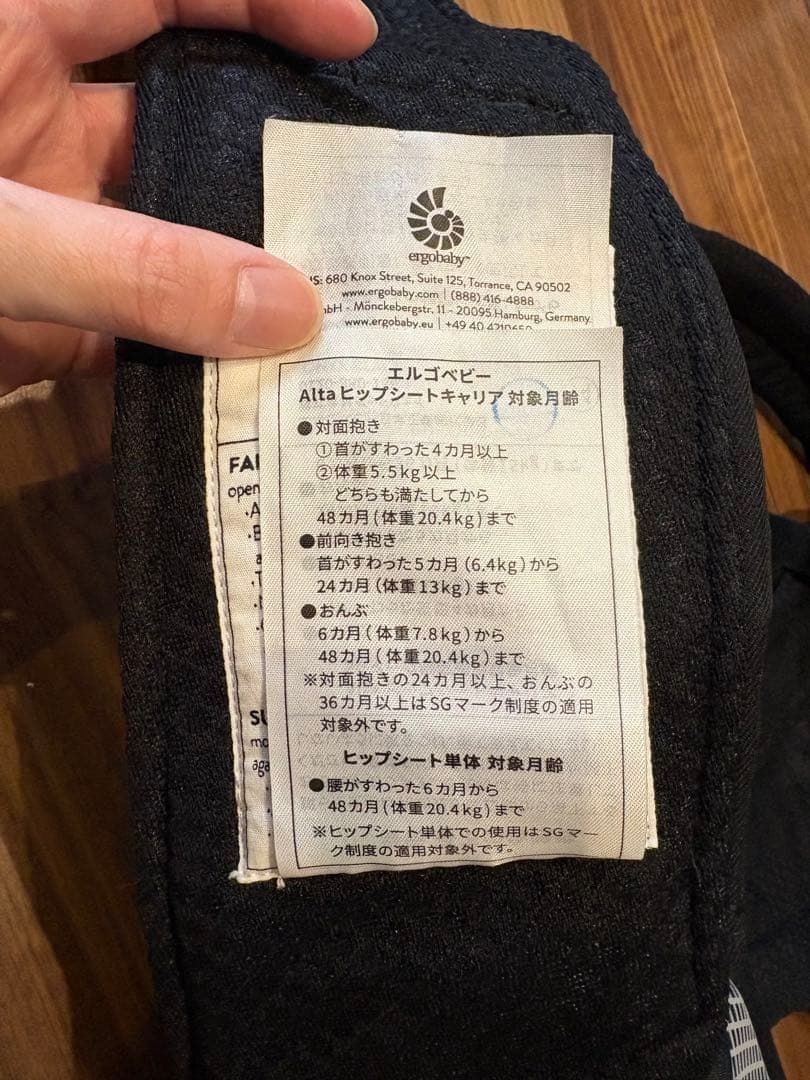 ergobaby™
680 Knox Street, Suite 125, Torrance, CA 90502
www.ergobaby.com | (888) 416-4888
Mönckebergstr. 11 - 20095 Hamburg, Germany
www.ergobaby.eu | +49 40
エルゴベビー
Alta ヒップシートキャリア 対象月齢
●対面抱き
①首がすわった4カ月以上
②体重5.5kg以上
どちらも満たしてから
48カ月(体重20.4kg)まで
●前向き抱き
首がすわった5カ月(6.4kg)から
24カ月(体重13kg)まで
●おんぶ
6カ月(体重7.8kg)から
48カ月(体重20.4kg)まで
※対面抱きの24カ月以上、おんぶの
36カ月以上はSGマーク制度の適用
対象外です。
ヒップシート単体 対象月齢
●腰がすわった6カ月から
48カ月(体重20.4kg)まで
※ヒップシート単体での使用はSGマー
ク制度の適用対象外です。